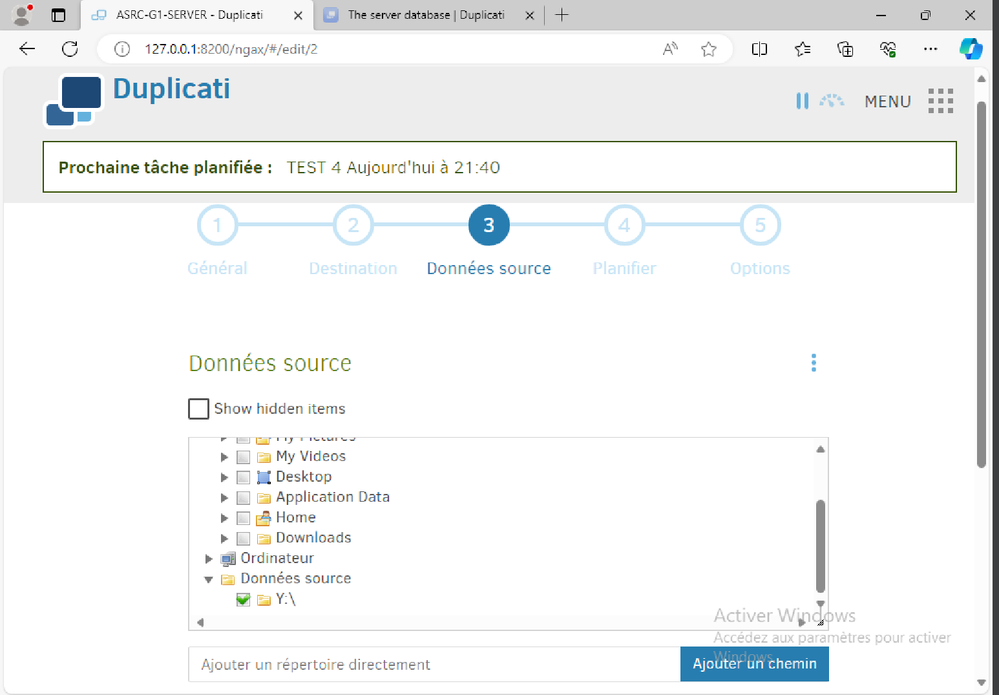 ASRC-G1-SERVER - Duplicati
The server database | Duplicati
127.0.0.1:8200/ngax/#/edit/2
Duplicati
MENU
Prochaine tâche planifiée : TEST 4 Aujourd'hui à 21:40
1 2 3 4 5
Général Destination Données source Planifier Options
Données source
Show hidden items
My Pictures
My Videos
Desktop
Application Data
Home
Downloads
Ordinateur
Données source
Y:\
Activer Windows
Accédez aux paramètres pour activer
Windows.
Ajouter un répertoire directement
Ajouter un chemin